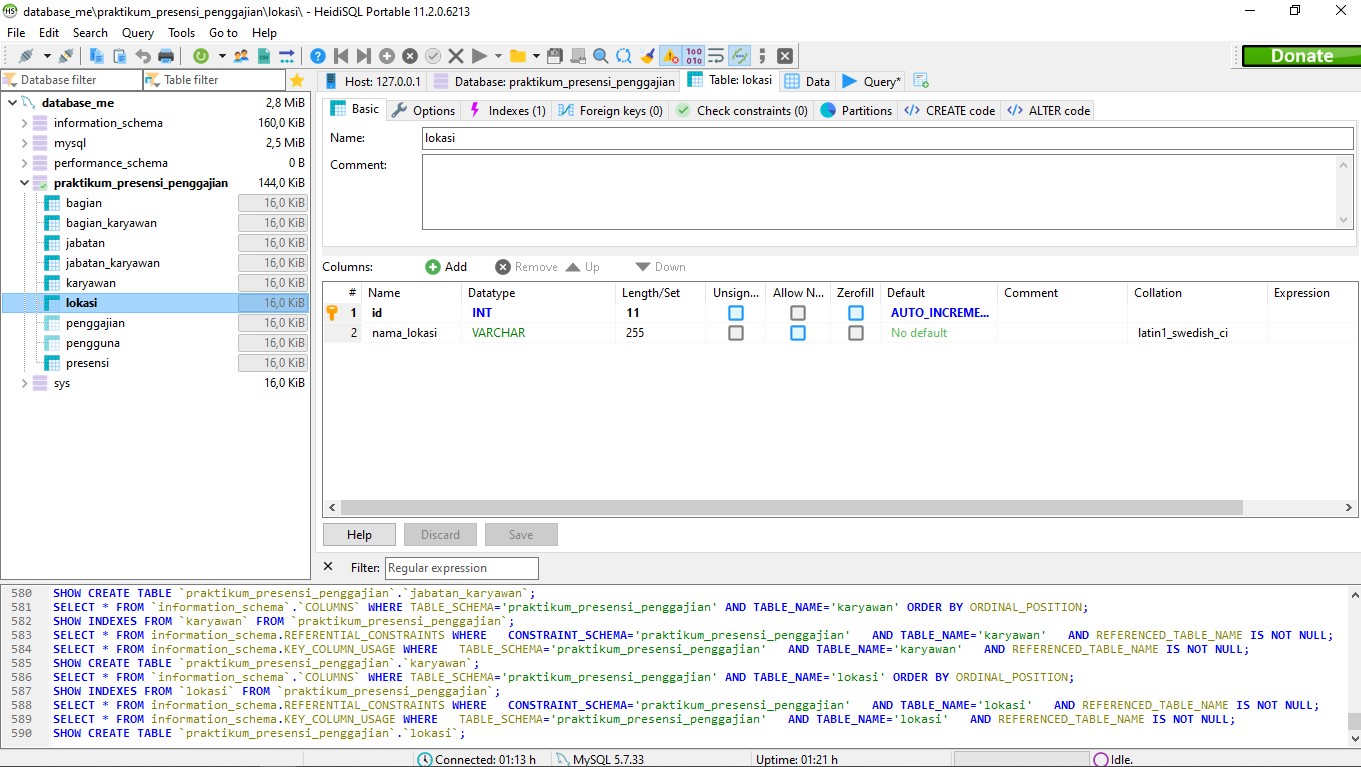 database_me\praktikum_presensi_penggajian\lokasi\ - HeidiSQL Portable 11.2.0.6213
File Edit Search Query Tools Go to Help
Donate
Database filter Table filter
Host: 127.0.0.1 Database: praktikum_presensi_penggajian Table: lokasi Data Query*
database_me 2,8 MiB
information_schema 160,0 KiB
mysql 2,5 MiB
performance_schema 0 B
praktikum_presensi_penggajian 144,0 KiB
bagian 16,0 KiB
bagian_karyawan 16,0 KiB
jabatan 16,0 KiB
jabatan_karyawan 16,0 KiB
karyawan 16,0 KiB
lokasi 16,0 KiB
penggajian 16,0 KiB
pengguna 16,0 KiB
presensi 16,0 KiB
sys 16,0 KiB
Basic Options Indexes (1) Foreign keys (0) Check constraints (0) Partitions CREATE code ALTER code
Name: lokasi
Comment:
Columns: Add Remove Up Down
# Name Datatype Length/Set Unsign... Allow N... Zerofill Default Comment Collation Expression
1 id INT 11 AUTO_INCREME...
2 nama_lokasi VARCHAR 255 No default latin1_swedish_ci
Help Discard Save
Filter: Regular expression
580 SHOW CREATE TABLE `praktikum_presensi_penggajian`.`jabatan_karyawan`;
581 SELECT * FROM `information_schema`.`COLUMNS` WHERE TABLE_SCHEMA='praktikum_presensi_penggajian' AND TABLE_NAME='karyawan' ORDER BY ORDINAL_POSITION;
582 SHOW INDEXES FROM `karyawan` FROM `praktikum_presensi_penggajian`;
583 SELECT * FROM information_schema.REFERENTIAL_CONSTRAINTS WHERE CONSTRAINT_SCHEMA='praktikum_presensi_penggajian' AND TABLE_NAME='karyawan' AND REFERENCED_TABLE_NAME IS NOT NULL;
584 SELECT * FROM information_schema.KEY_COLUMN_USAGE WHERE TABLE_SCHEMA='praktikum_presensi_penggajian' AND TABLE_NAME='karyawan' AND REFERENCED_TABLE_NAME IS NOT NULL;
585 SHOW CREATE TABLE `praktikum_presensi_penggajian`.`karyawan`;
586 SELECT * FROM `information_schema`.`COLUMNS` WHERE TABLE_SCHEMA='praktikum_presensi_penggajian' AND TABLE_NAME='lokasi' ORDER BY ORDINAL_POSITION;
587 SHOW INDEXES FROM `lokasi` FROM `praktikum_presensi_penggajian`;
588 SELECT * FROM information_schema.REFERENTIAL_CONSTRAINTS WHERE CONSTRAINT_SCHEMA='praktikum_presensi_penggajian' AND TABLE_NAME='lokasi' AND REFERENCED_TABLE_NAME IS NOT NULL;
589 SELECT * FROM information_schema.KEY_COLUMN_USAGE WHERE TABLE_SCHEMA='praktikum_presensi_penggajian' AND TABLE_NAME='lokasi' AND REFERENCED_TABLE_NAME IS NOT NULL;
590 SHOW CREATE TABLE `praktikum_presensi_penggajian`.`lokasi`;
Connected: 01:13 h MySQL 5.7.33 Uptime: 01:21 h Idle.